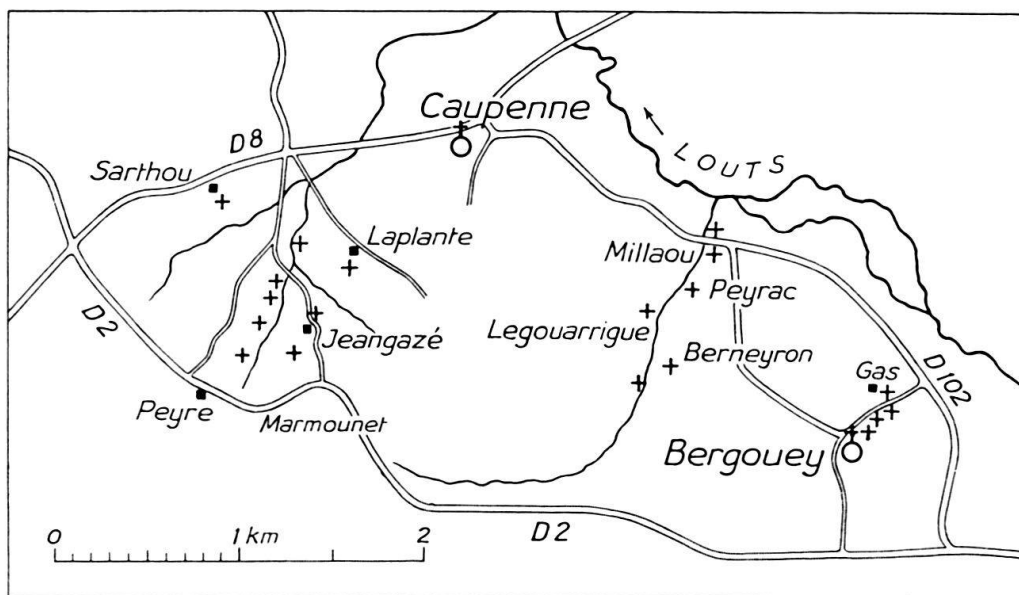 Caupenne
D8
LOUTS
Sarthou
Laplante
Millaou
Peyrac
D2
Legouarrigue
Jeangazé
Berneyron
Gas
D102
Peyre
Marmounet
Bergouey
0 1 km 2
D2